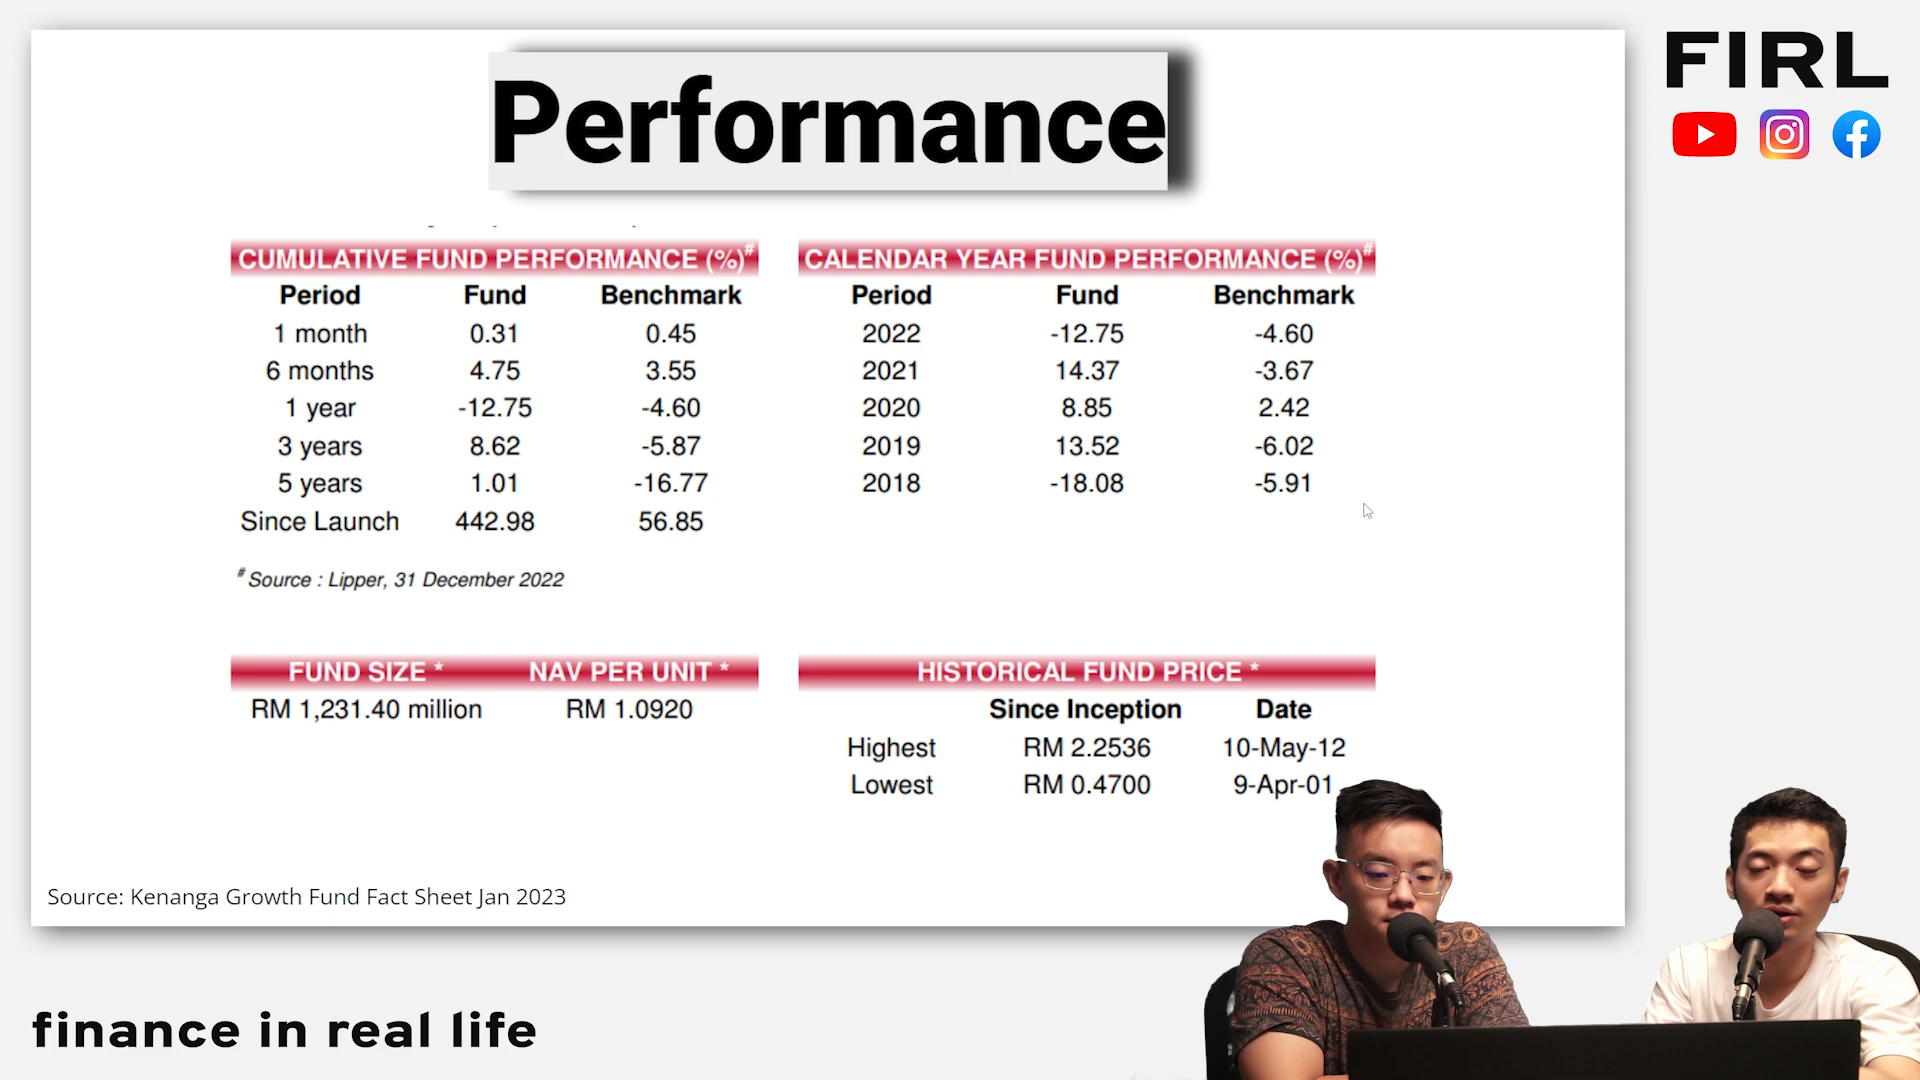 Performance
FIRL
CUMULATIVE FUND PERFORMANCE (%)#
Period Fund Benchmark
1 month 0.31 0.45
6 months 4.75 3.55
1 year -12.75 -4.60
3 years 8.62 -5.87
5 years 1.01 -16.77
Since Launch 442.98 56.85
# Source : Lipper, 31 December 2022
CALENDAR YEAR FUND PERFORMANCE (%)#
Period Fund Benchmark
2022 -12.75 -4.60
2021 14.37 -3.67
2020 8.85 2.42
2019 13.52 -6.02
2018 -18.08 -5.91
FUND SIZE * NAV PER UNIT *
RM 1,231.40 million RM 1.0920
HISTORICAL FUND PRICE *
Since Inception Date
Highest RM 2.2536 10-May-12
Lowest RM 0.4700 9-Apr-01
Source: Kenanga Growth Fund Fact Sheet Jan 2023
finance in real life